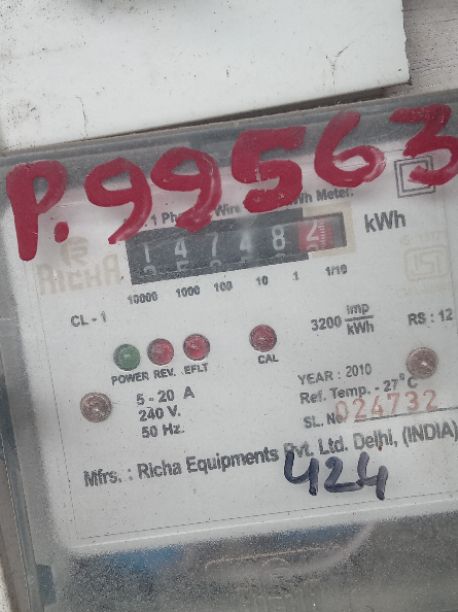 P.99563
1 Ph Wire Wh Meter.
RICHA
1 4 7 4 8 2
kWh
10000 1000 100 10 1 1/10
CL - 1
3200 imp/kWh
RS : 12
POWER REV. EFLT
CAL
5 - 20 A
240 V.
50 Hz.
YEAR : 2010
Ref. Temp. - 27°C
SL. No 024732
Mfrs. : Richa Equipments Pvt. Ltd. Delhi, (INDIA)
424